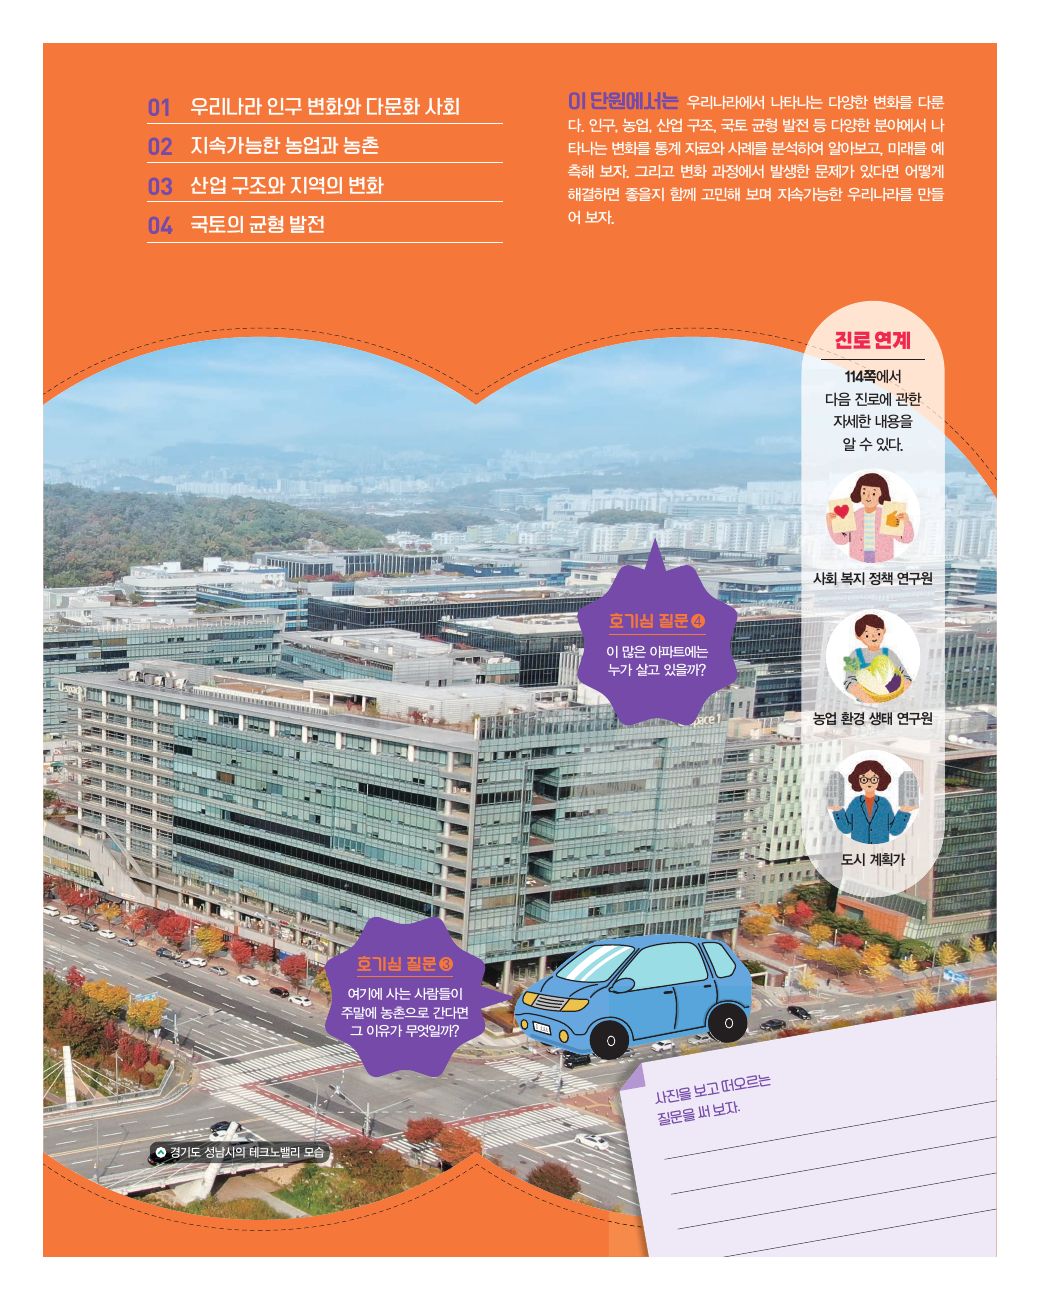 01 우리나라 인구 변화와 다문화 사회
02 지속가능한 농업과 농촌
03 산업 구조와 지역의 변화
04 국토의 균형 발전
이 단원에서는 우리나라에서 나타나는 다양한 변화를 다룬
다. 인구, 농업, 산업 구조, 국토 균형 발전 등 다양한 분야에서 나
타나는 변화를 통계 자료와 사례를 분석하여 알아보고, 미래를 예
측해 보자. 그리고 변화 과정에서 발생한 문제가 있다면 어떻게
해결하면 좋을지 함께 고민해 보며 지속가능한 우리나라를 만들
어 보자.
진로 연계
114쪽에서
다음 진로에 관한
자세한 내용을
알 수 있다.
사회 복지 정책 연구원
농업 환경 생태 연구원
도시 계획가
호기심 질문 ❹
이 많은 아파트에는
누가 살고 있을까?
U-space
pace 1
호기심 질문 ❸
여기에 사는 사람들이
주말에 농촌으로 간다면
그 이유가 무엇일까?
사진을 보고 떠오르는
질문을 써 보자.
경기도 성남시의 테크노밸리 모습